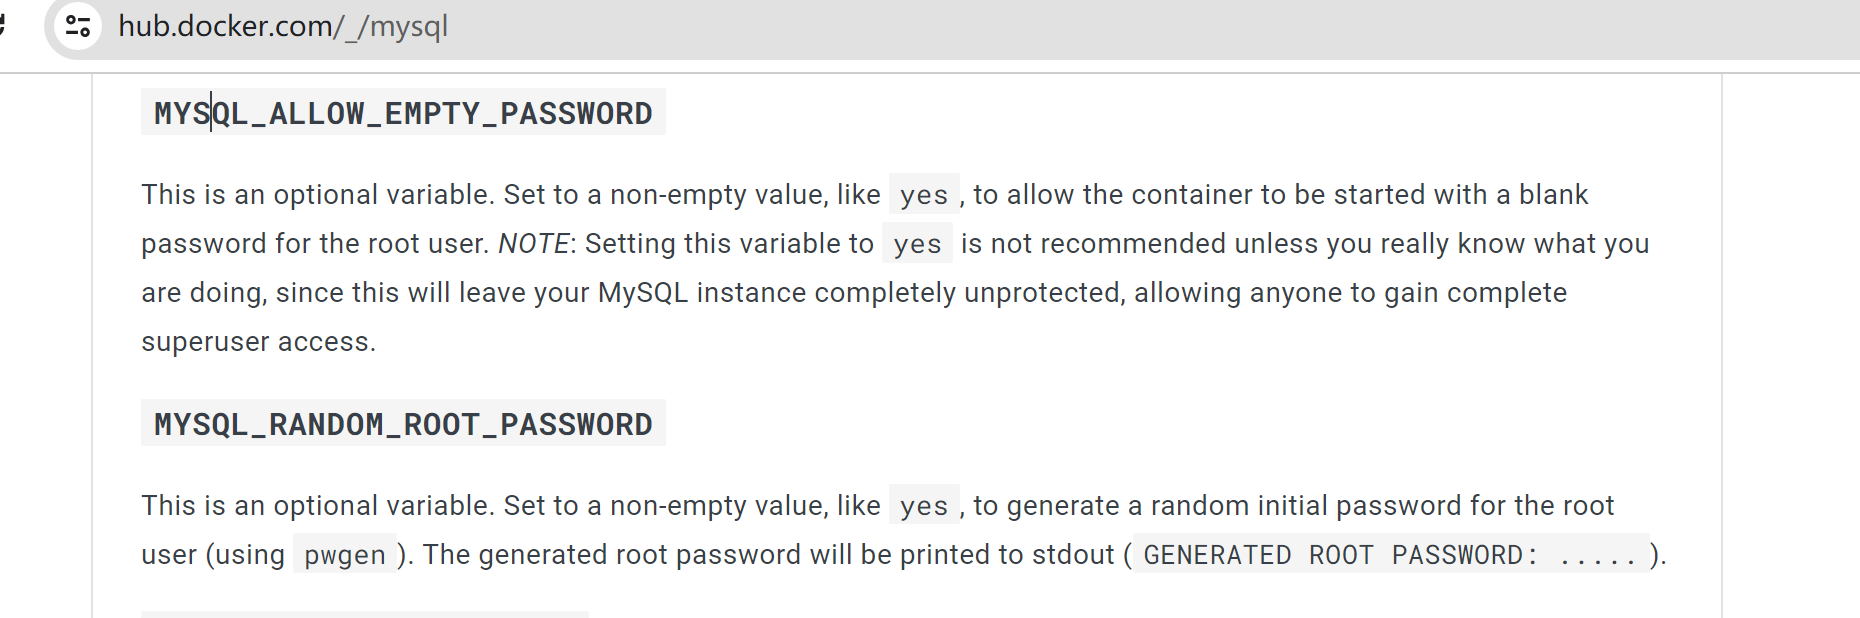 hub.docker.com/_/mysql
MYSQL_ALLOW_EMPTY_PASSWORD
This is an optional variable. Set to a non-empty value, like yes, to allow the container to be started with a blank
password for the root user. NOTE: Setting this variable to yes is not recommended unless you really know what you
are doing, since this will leave your MySQL instance completely unprotected, allowing anyone to gain complete
superuser access.
MYSQL_RANDOM_ROOT_PASSWORD
This is an optional variable. Set to a non-empty value, like yes, to generate a random initial password for the root
user (using pwgen). The generated root password will be printed to stdout (GENERATED ROOT PASSWORD: .....).